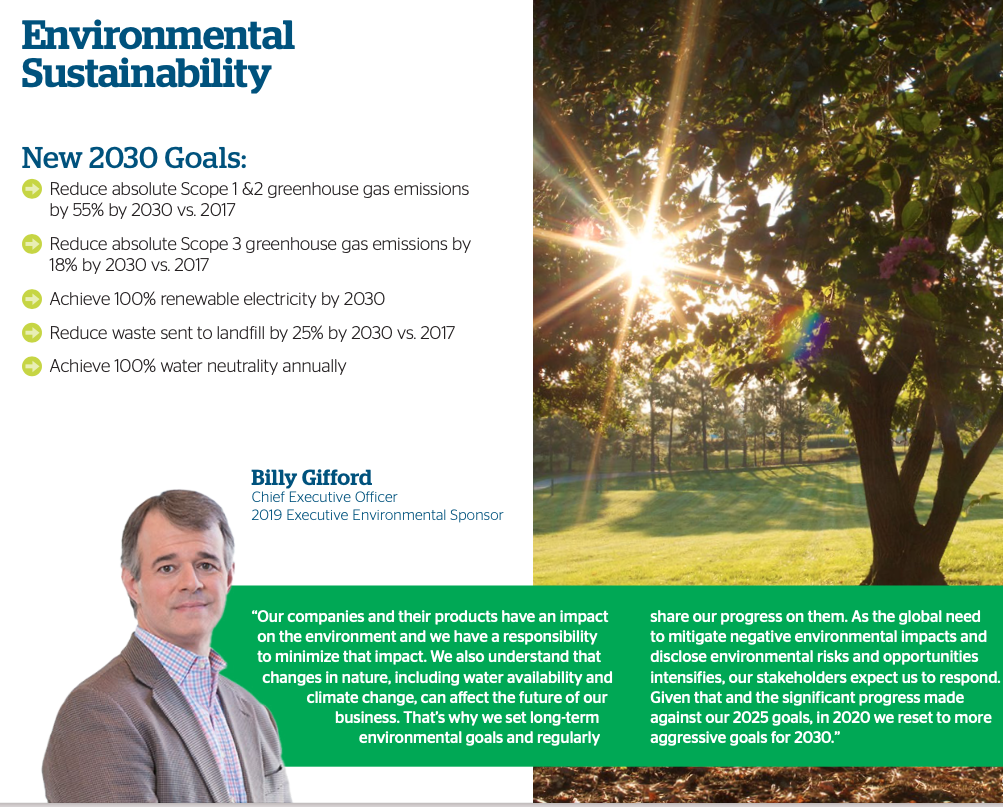 Environmental
Sustainability
New 2030 Goals:
Reduce absolute Scope 1 &2 greenhouse gas emissions
by 55% by 2030 vs. 2017
Reduce absolute Scope 3 greenhouse gas emissions by
18% by 2030 vs. 2017
Achieve 100% renewable electricity by 2030
Reduce waste sent to landfill by 25% by 2030 vs. 2017
Achieve 100% water neutrality annually
Billy Gifford
Chief Executive Officer
2019 Executive Environmental Sponsor
“Our companies and their products have an impact
on the environment and we have a responsibility
to minimize that impact. We also understand that
changes in nature, including water availability and
climate change, can affect the future of our
business. That’s why we set long-term
environmental goals and regularly
share our progress on them. As the global need
to mitigate negative environmental impacts and
disclose environmental risks and opportunities
intensifies, our stakeholders expect us to respond.
Given that and the significant progress made
against our 2025 goals, in 2020 we reset to more
aggressive goals for 2030.”